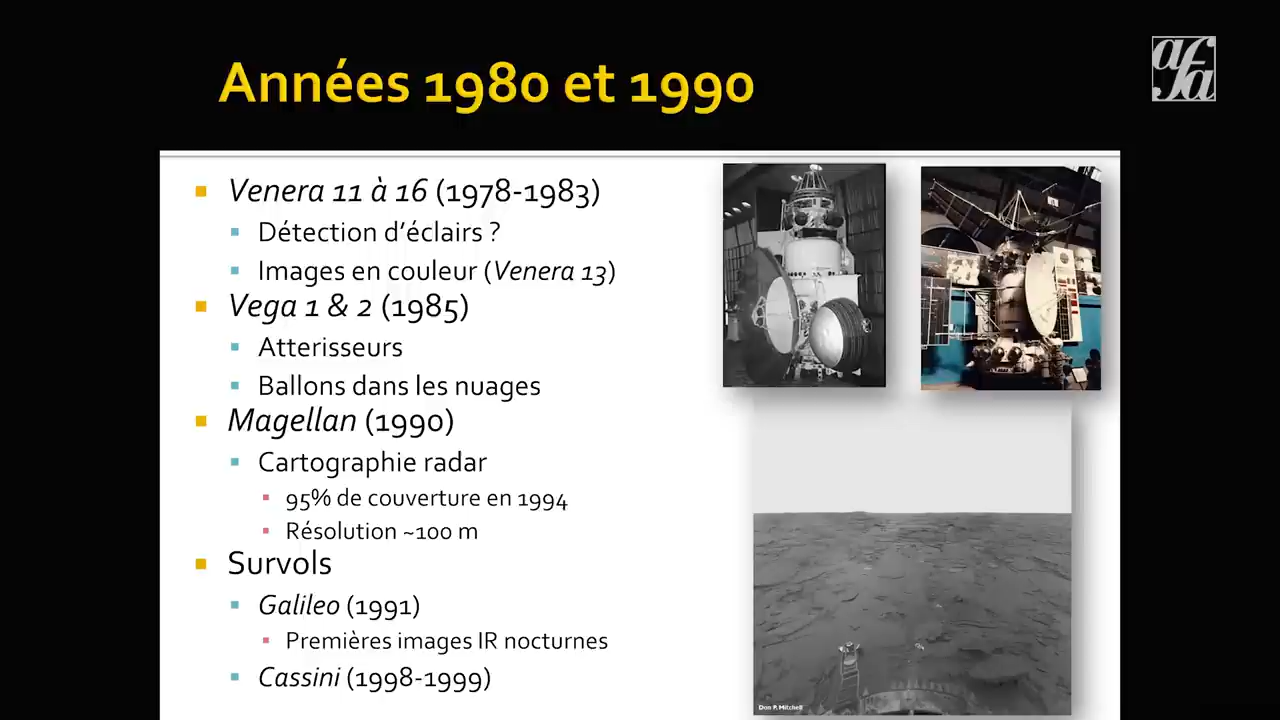 Années 1980 et 1990
afa
Venera 11 à 16 (1978-1983)
Détection d'éclairs ?
Images en couleur (Venera 13)
Vega 1 & 2 (1985)
Atterisseurs
Ballons dans les nuages
Magellan (1990)
Cartographie radar
95% de couverture en 1994
Résolution ~100 m
Survols
Galileo (1991)
Premières images IR nocturnes
Cassini (1998-1999)
Don P. Mitchell